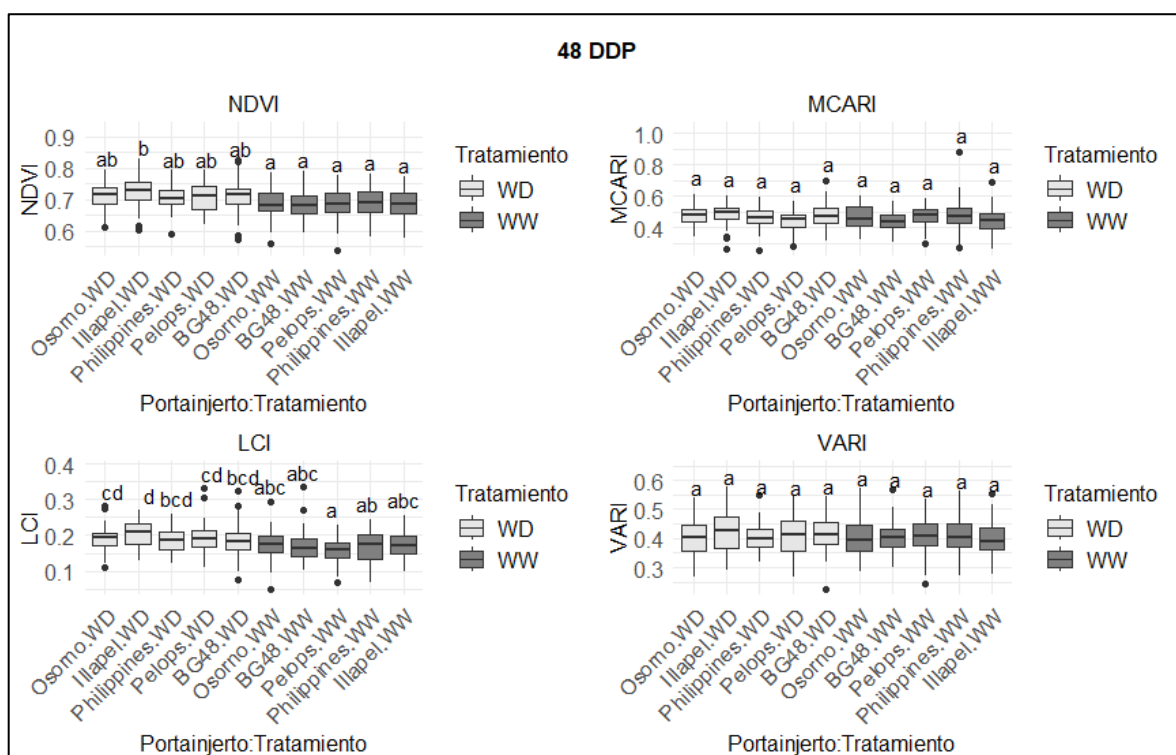 48 DDP
NDVI
NDVI
0.9
0.8
0.7
0.6
ab b ab ab ab a a a a a
Osorno.WD
Illapel.WD
Philippines.WD
Pelops.WD
BG48.WD
Osorno.WW
BG48.WW
Pelops.WW
Philippines.WW
Illapel.WW
Portainjerto:Tratamiento
Tratamiento
WD
WW
MCARI
MCARI
1.0
0.8
0.6
0.4
a a a a a a a a a a
Osorno.WD
Illapel.WD
Philippines.WD
Pelops.WD
BG48.WD
Osorno.WW
BG48.WW
Pelops.WW
Philippines.WW
Illapel.WW
Portainjerto:Tratamiento
Tratamiento
WD
WW
LCI
LCI
0.4
0.3
0.2
0.1
cd d bcd cd bcd abc abc a ab abc
Osorno.WD
Illapel.WD
Philippines.WD
Pelops.WD
BG48.WD
Osorno.WW
BG48.WW
Pelops.WW
Philippines.WW
Illapel.WW
Portainjerto:Tratamiento
Tratamiento
WD
WW
VARI
VARI
0.6
0.5
0.4
0.3
a a a a a a a a a a
Osorno.WD
Illapel.WD
Philippines.WD
Pelops.WD
BG48.WD
Osorno.WW
BG48.WW
Pelops.WW
Philippines.WW
Illapel.WW
Portainjerto:Tratamiento
Tratamiento
WD
WW